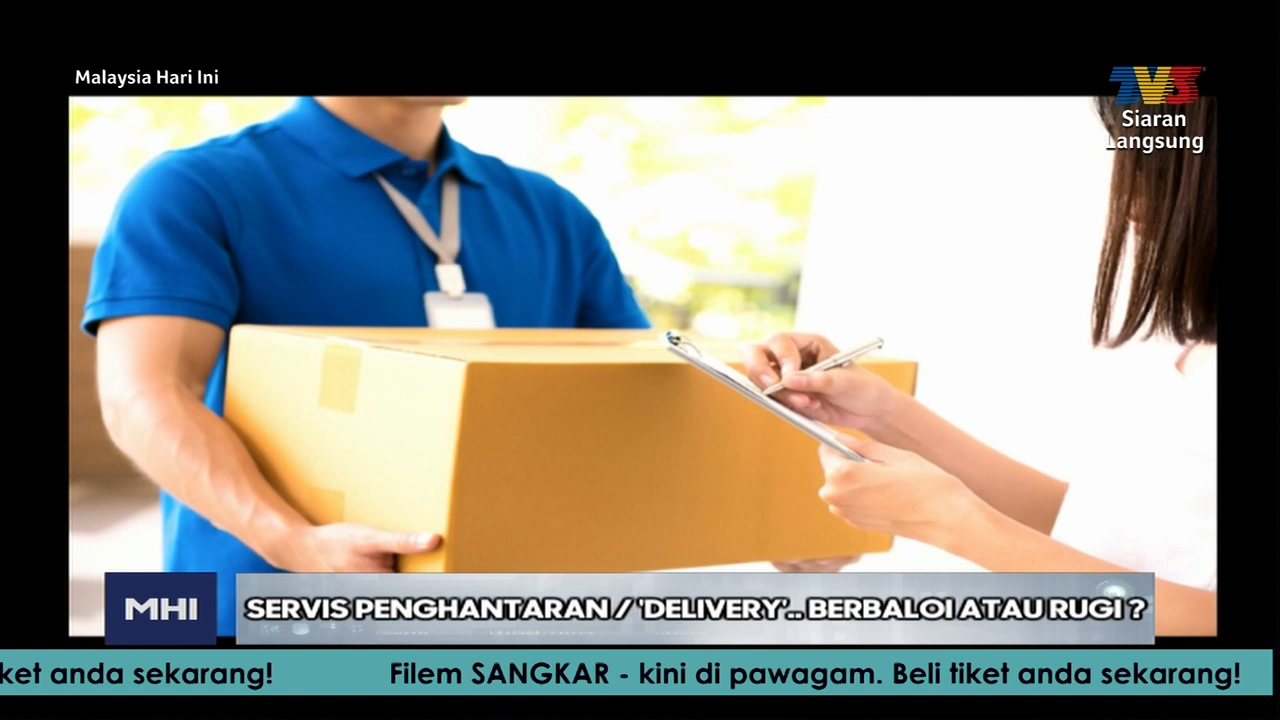 Malaysia Hari Ini
TV3
Siaran
Langsung
MHI
SERVIS PENGHANTARAN / 'DELIVERY'.. BERBALOI ATAU RUGI ?
ket anda sekarang! Filem SANGKAR - kini di pawagam. Beli tiket anda sekarang!